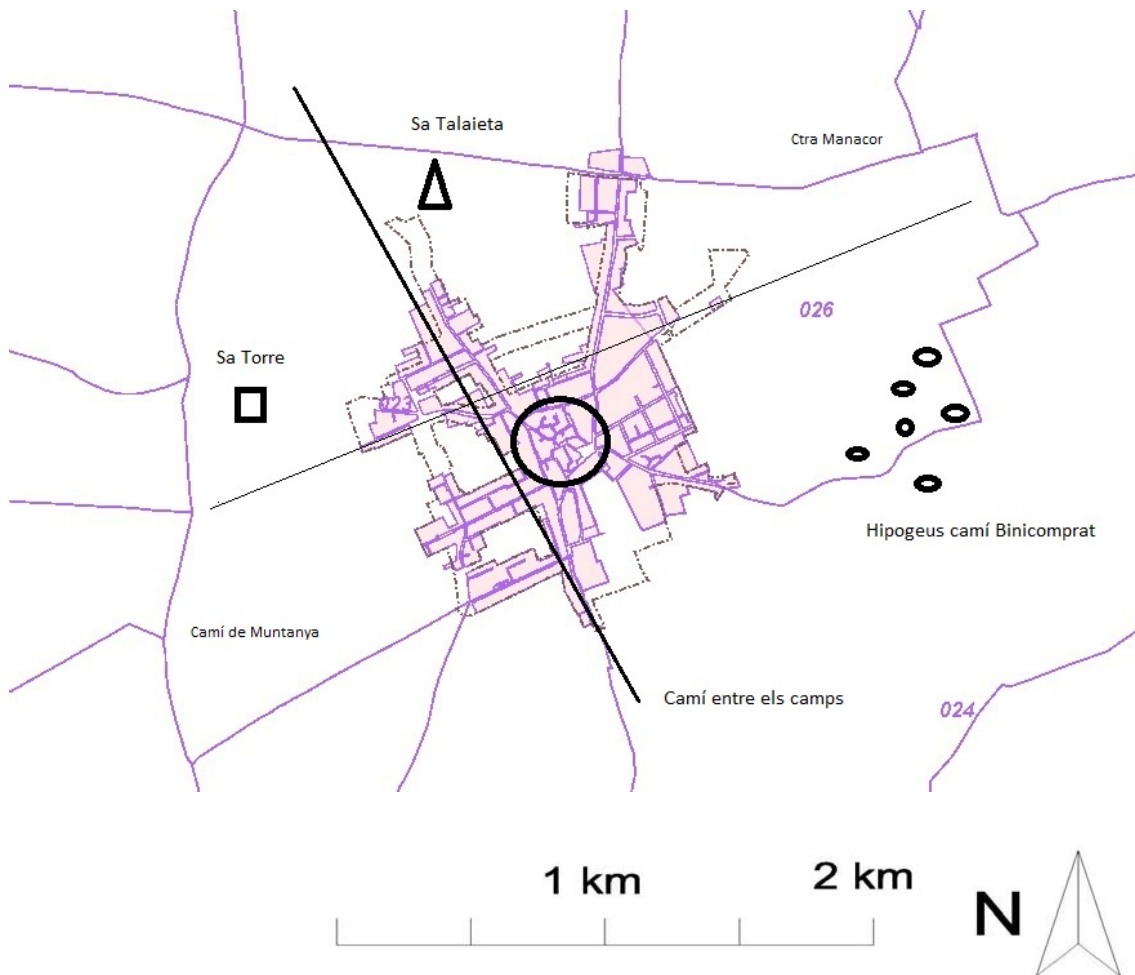 Sa Talaieta
Ctra Manacor
026
Sa Torre
023
Hipogeus camí Binicomprat
Camí de Muntanya
Camí entre els camps
024
1 km
2 km
N